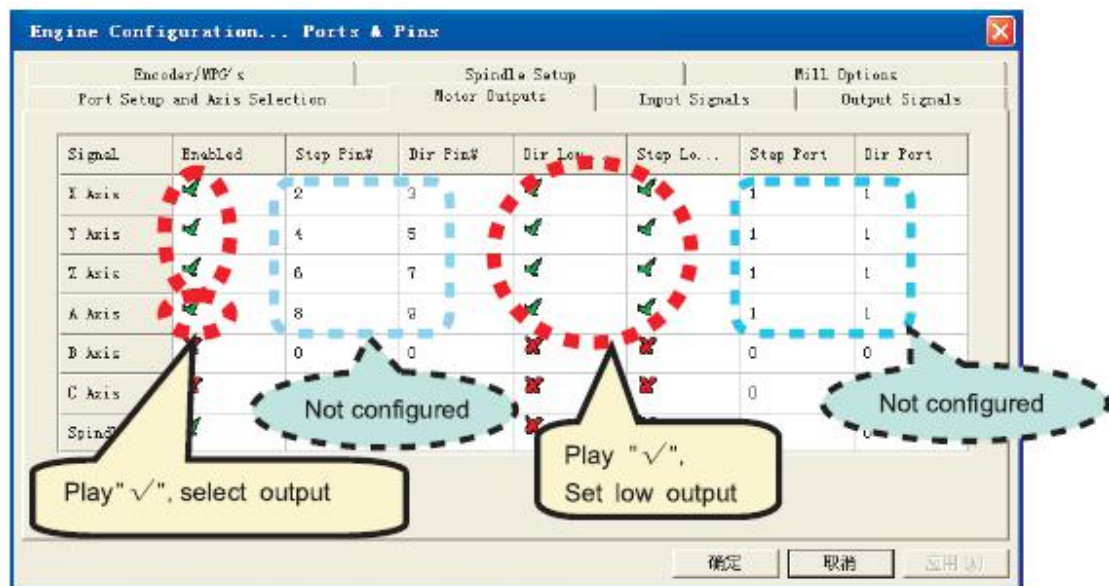 Engine Configuration... Ports & Pins
Encoder/MPG's Spindle Setup Mill Options
Port Setup and Axis Selection Motor Outputs Input Signals Output Signals
Signal Enabled Step Pin# Dir Pin# Dir Low... Step Lo... Step Port Dir Port
X Axis 2 3 1 1
Y Axis 4 5 1 1
Z Axis 6 7 1 1
A Axis 8 9 1 1
B Axis 0 0 0 0
C Axis 0
Spindl 0
Not configured
Not configured
Play"√", select output
Play "√",
Set low output
确定 取消 应用(A)